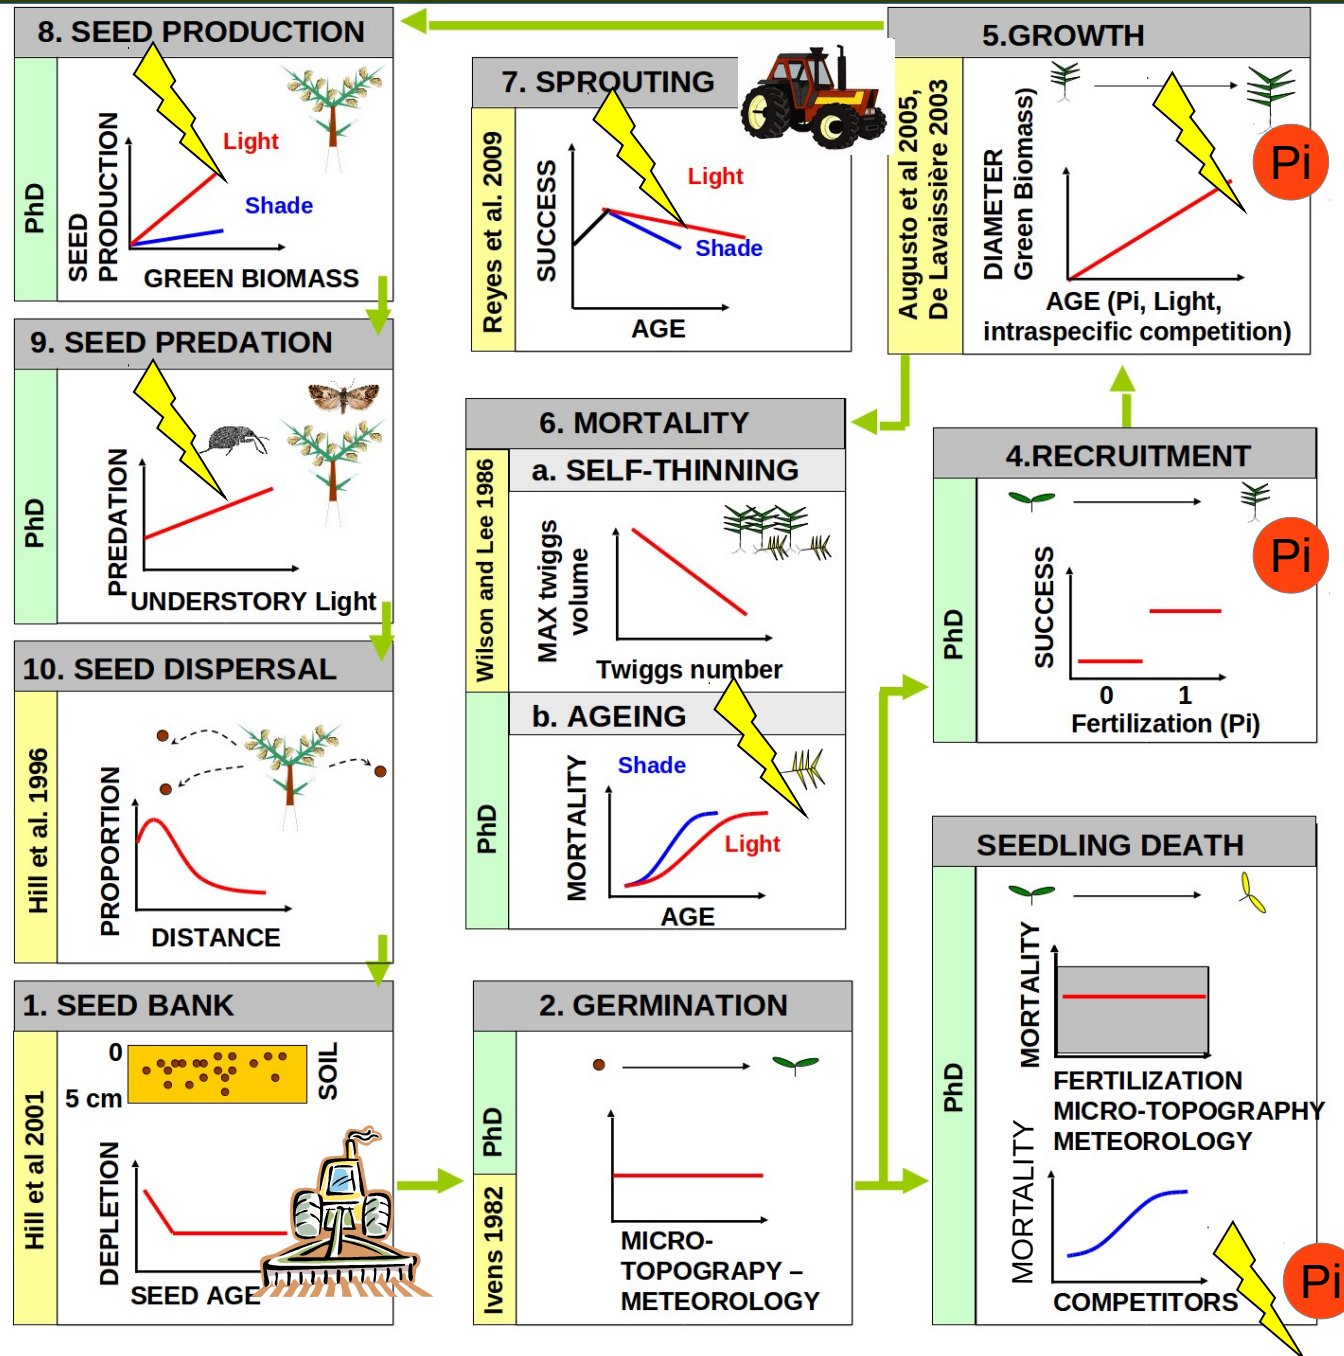 8. SEED PRODUCTION
PhD
SEED
PRODUCTION
Light
Shade
GREEN BIOMASS
7. SPROUTING
Reyes et al. 2009
SUCCESS
Light
Shade
AGE
5.GROWTH
Augusto et al 2005,
De Lavaissière 2003
DIAMETER
Green Biomass)
Pi
AGE (Pi, Light,
intraspecific competition)
9. SEED PREDATION
PhD
PREDATION
UNDERSTORY Light
6. MORTALITY
Wilson and Lee 1986
a. SELF-THINNING
MAX twiggs
volume
Twiggs number
PhD
b. AGEING
MORTALITY
Shade
Light
AGE
4.RECRUITMENT
PhD
SUCCESS
Pi
0 1
Fertilization (Pi)
10. SEED DISPERSAL
Hill et al. 1996
PROPORTION
DISTANCE
SEEDLING DEATH
PhD
MORTALITY
FERTILIZATION
MICRO-TOPOGRAPHY
METEOROLOGY
MORTALITY
COMPETITORS
Pi
1. SEED BANK
Hill et al 2001
0
5 cm
SOIL
DEPLETION
SEED AGE
2. GERMINATION
PhD
Ivens 1982
MICRO-
TOPOGRAPY –
METEOROLOGY